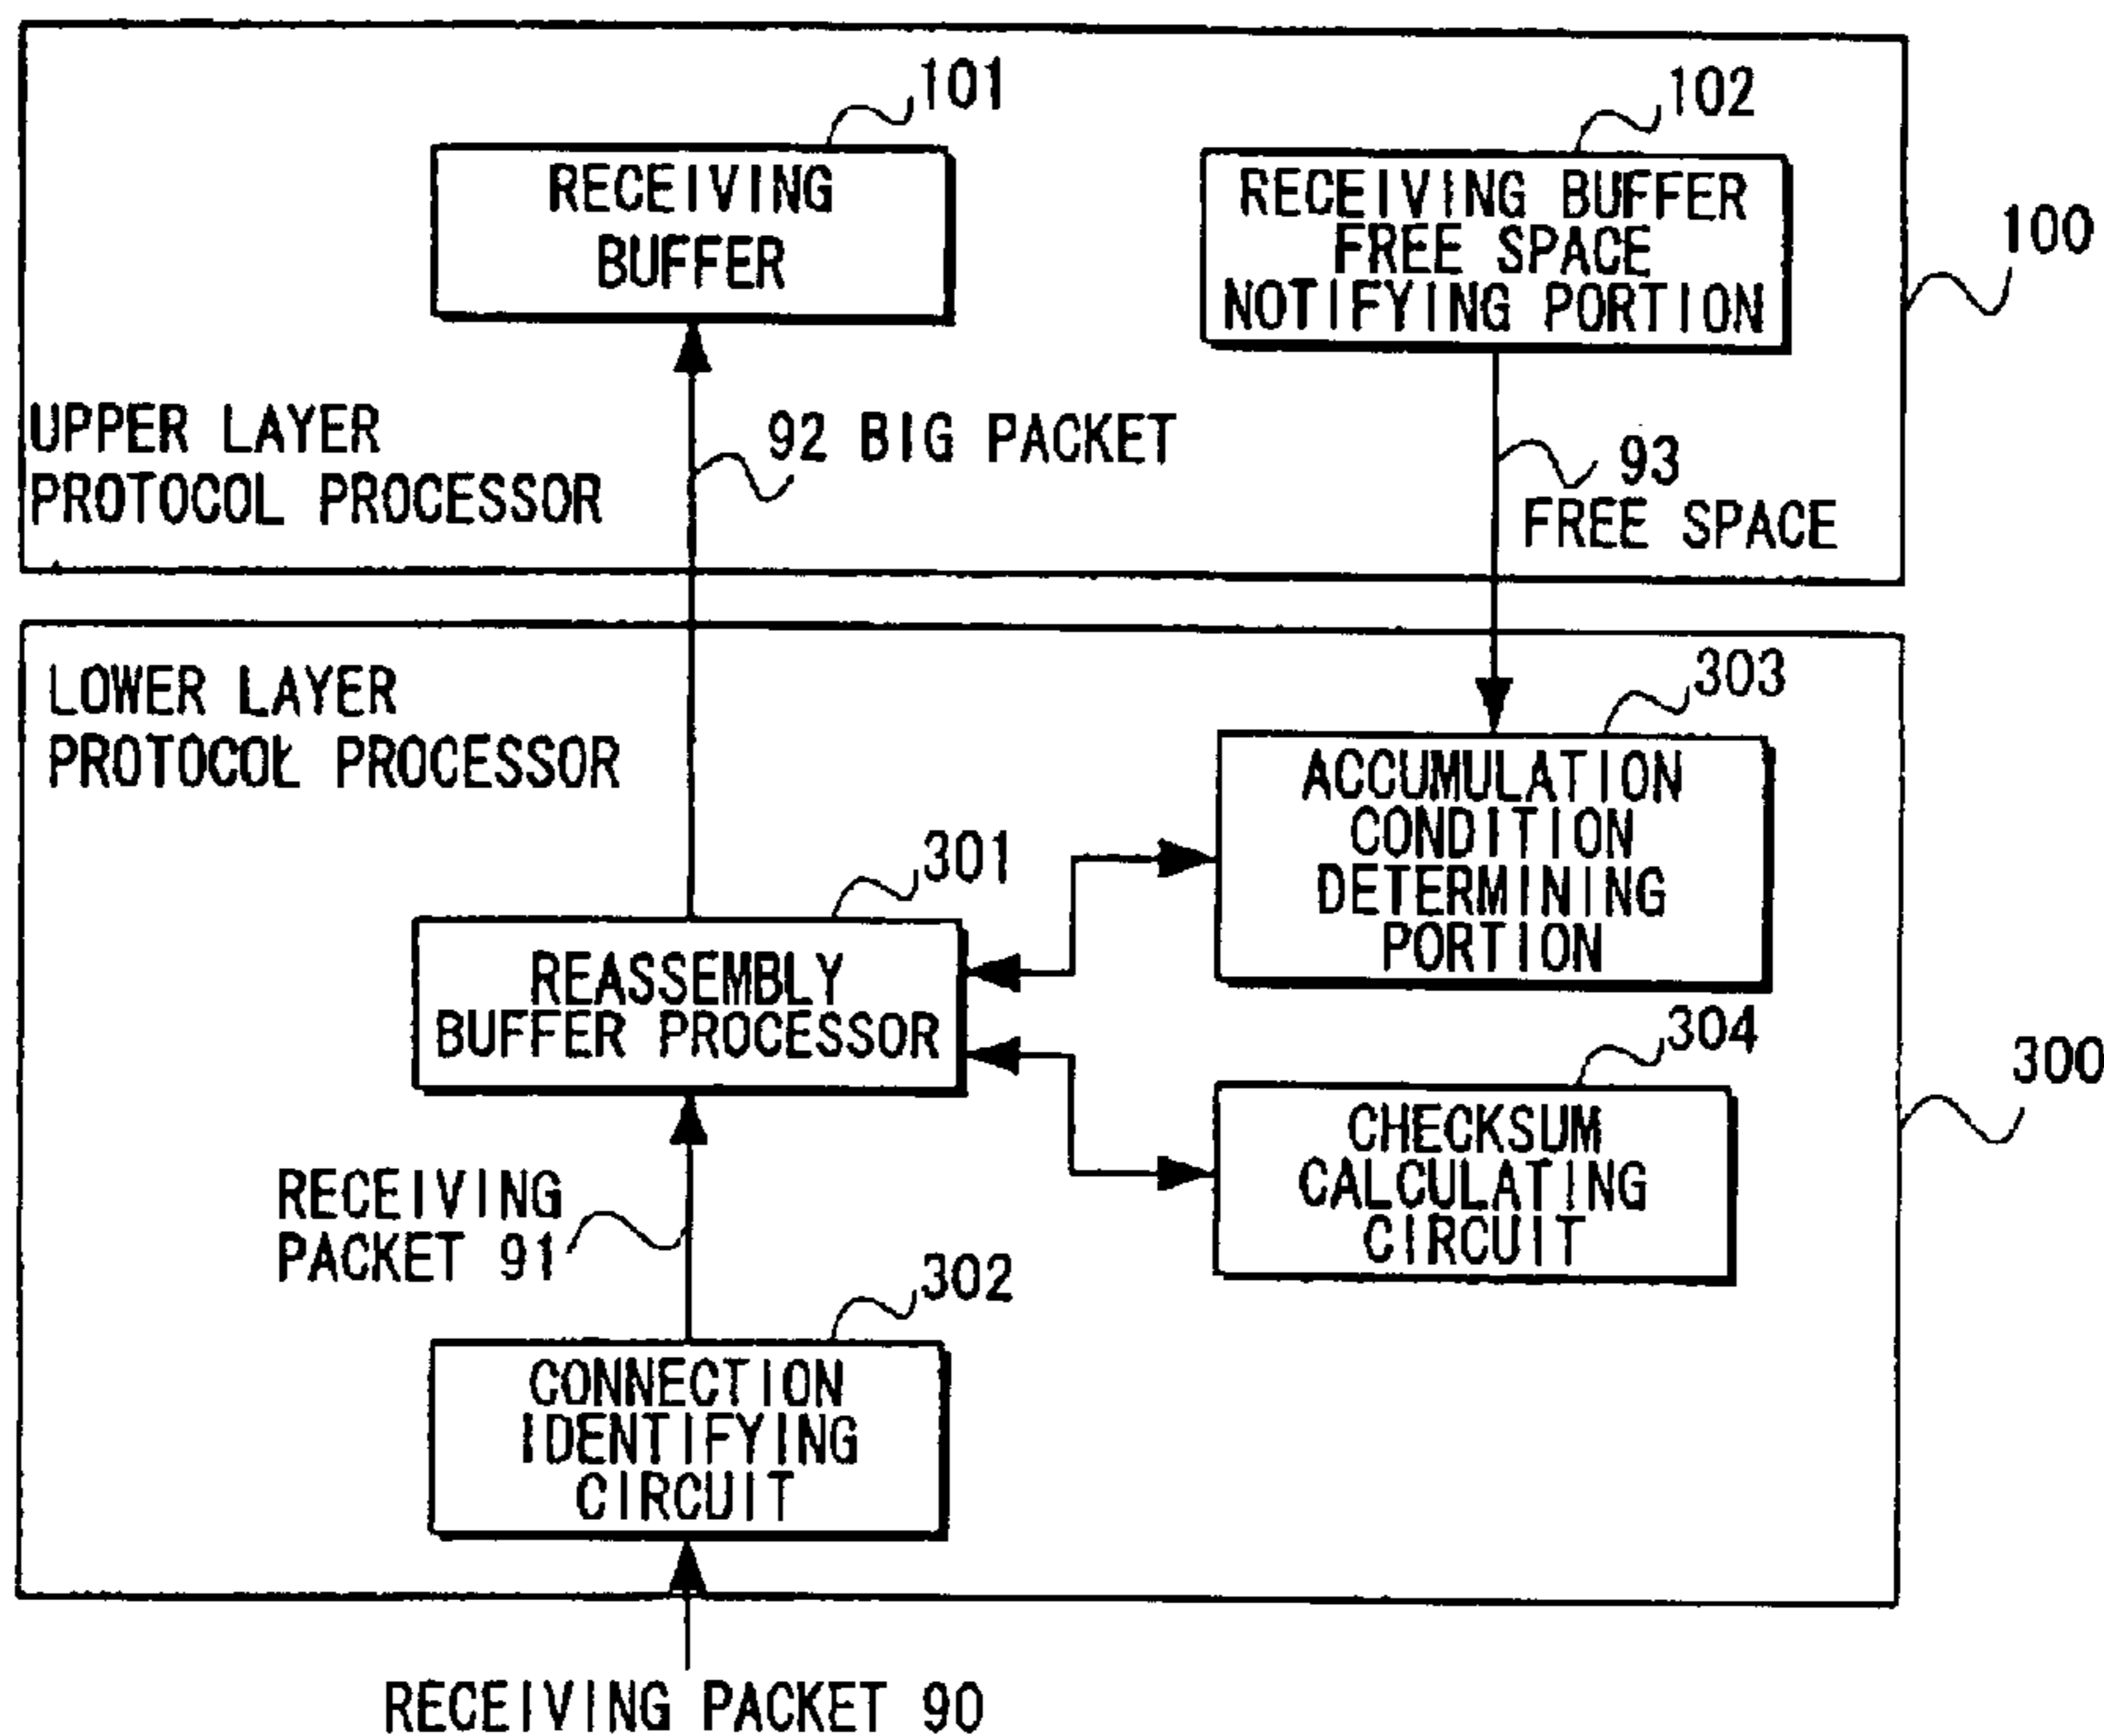 101
102
RECEIVING
BUFFER
RECEIVING BUFFER
FREE SPACE
NOTIFYING PORTION
100
UPPER LAYER
PROTOCOL PROCESSOR
92 BIG PACKET
93
FREE SPACE
LOWER LAYER
PROTOCOL PROCESSOR
303
ACCUMULATION
CONDITION
DETERMINING
PORTION
301
REASSEMBLY
BUFFER PROCESSOR
304
300
CHECKSUM
CALCULATING
CIRCUIT
RECEIVING
PACKET 91
302
CONNECTION
IDENTIFYING
CIRCUIT
RECEIVING PACKET 90